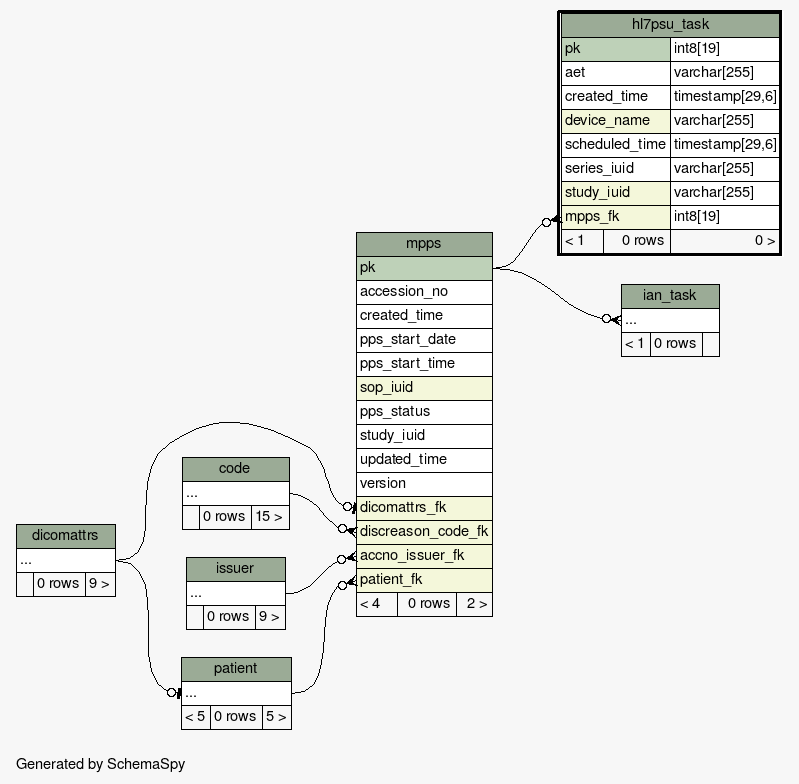 hl7psu_task
pk int8[19]
aet varchar[255]
created_time timestamp[29,6]
device_name varchar[255]
scheduled_time timestamp[29,6]
series_iuid varchar[255]
study_iuid varchar[255]
mpps_fk int8[19]
< 1 0 rows 0 >
mpps
pk
accession_no
created_time
pps_start_date
pps_start_time
sop_iuid
pps_status
study_iuid
updated_time
version
dicomattrs_fk
discreason_code_fk
accno_issuer_fk
patient_fk
< 4 0 rows 2 >
ian_task
...
< 1 0 rows
code
...
0 rows 15 >
dicomattrs
...
0 rows 9 >
issuer
...
0 rows 9 >
patient
...
< 5 0 rows 5 >
Generated by SchemaSpy